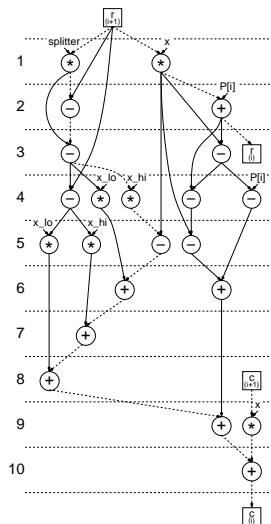 r
(i+1)
splitter
x
1
*
*
P[i]
2
−
+
3
−
−
r
(i)
x_lo
x_hi
P[i]
4
−
*
*
−
−
x_lo
x_hi
5
*
*
−
−
6
+
+
7
+
8
+
c
(i+1)
x
9
+
*
10
+
c
(i)